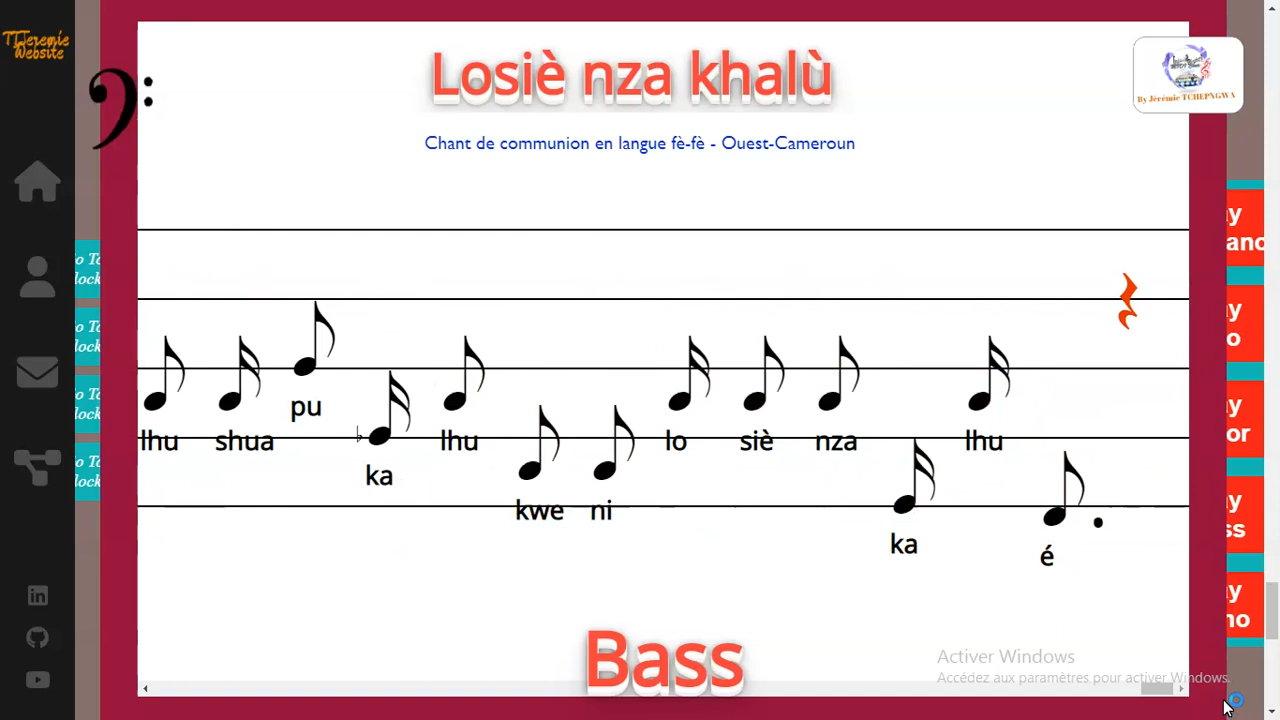 TTJeremie
Website
Losiè nza khalù
By Jérémie TCHEPNGWA
Chant de communion en langue fè-fè - Ouest-Cameroun
lhu shua pu ka lhu kwe ni lo siè nza ka lhu é
Bass
Activer Windows
Accédez aux paramètres pour activer Windows.